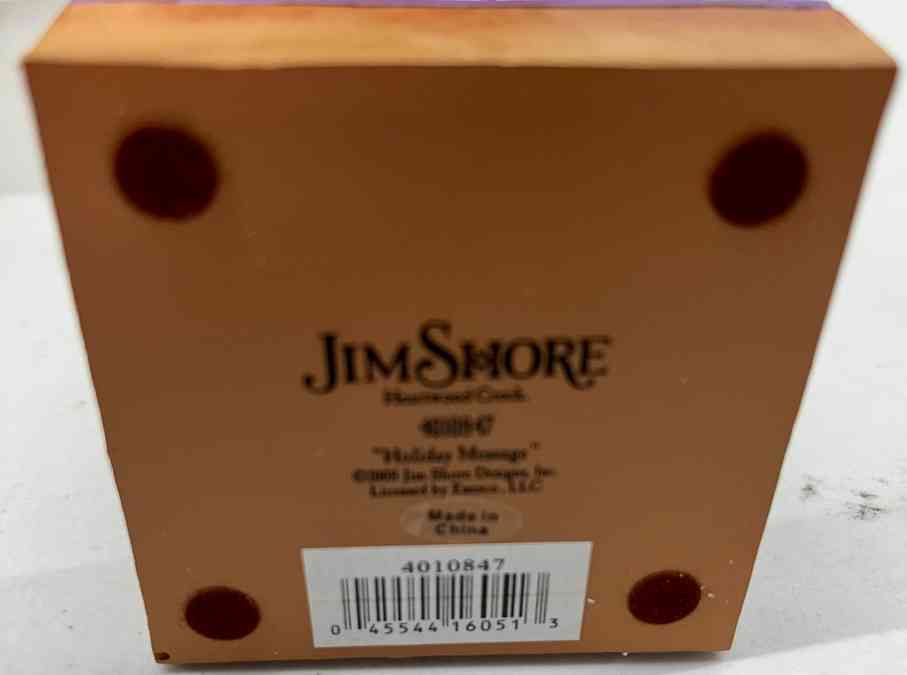 JIM SHORE
Heartwood Creek
4010847
"Holiday Message"
Jim Shore Designs, Inc.
Licensed by Enesco, LLC
Made in
China
4010847
0 45544 16051 3